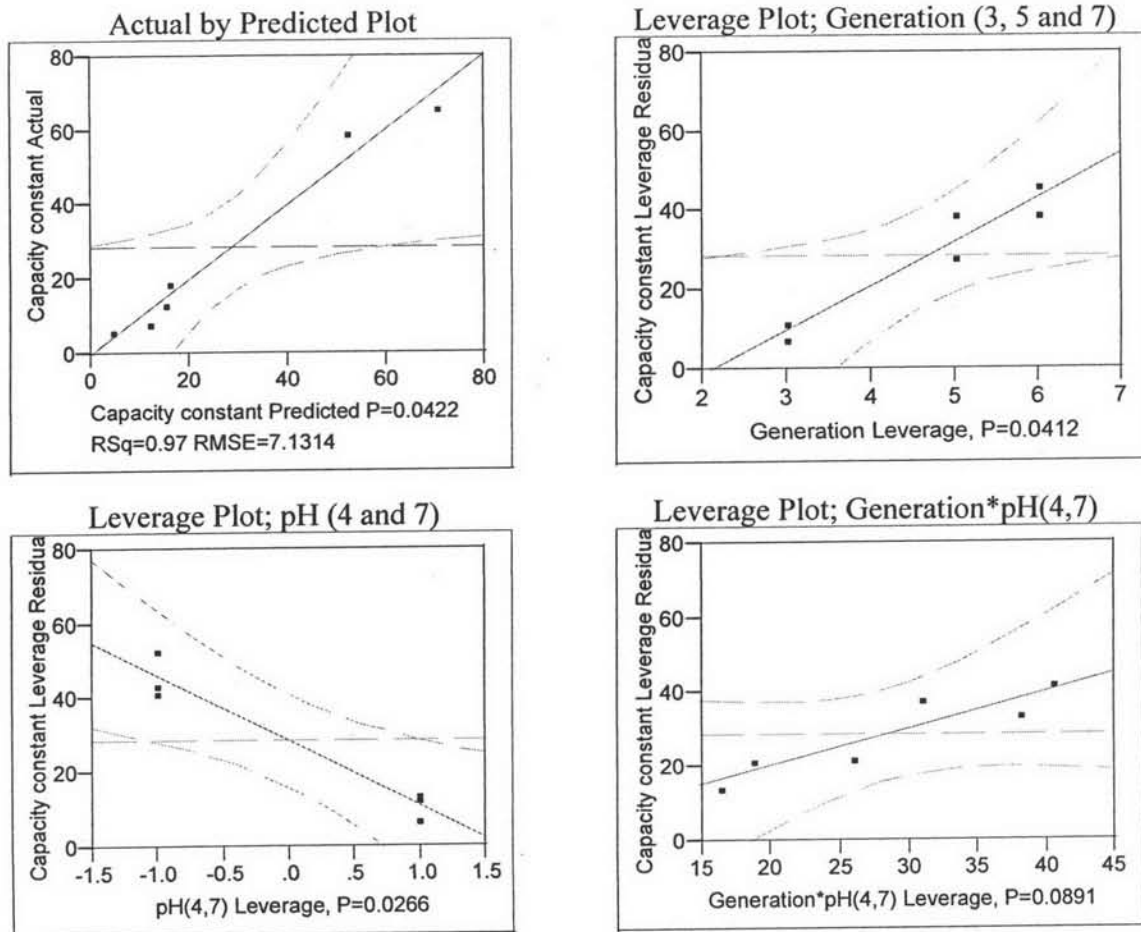 Actual by Predicted Plot
Capacity constant Actual
80
60
40
20
0
0 20 40 60 80
Capacity constant Predicted P=0.0422
RSq=0.97 RMSE=7.1314
Leverage Plot; Generation (3, 5 and 7)
Capacity constant Leverage Residua
80
60
40
20
0
2 3 4 5 6 7
Generation Leverage, P=0.0412
Leverage Plot; pH (4 and 7)
Capacity constant Leverage Residua
80
60
40
20
0
-1.5 -1.0 -0.5 .0 .5 1.0 1.5
pH(4,7) Leverage, P=0.0266
Leverage Plot; Generation*pH(4,7)
Capacity constant Leverage Residua
80
60
40
20
0
15 20 25 30 35 40 45
Generation*pH(4,7) Leverage, P=0.0891